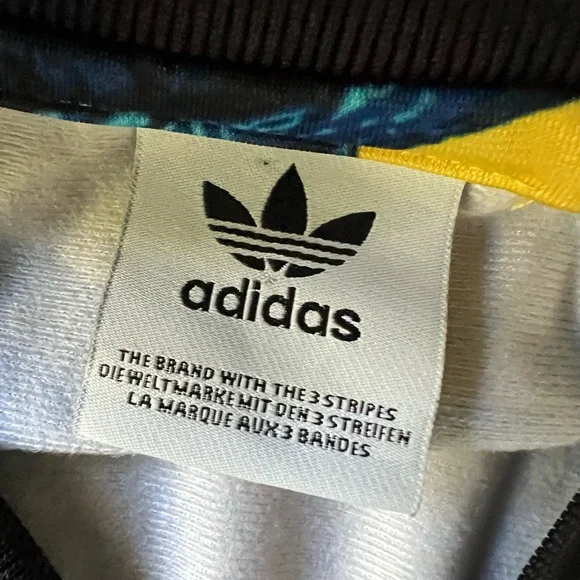 adidas
THE BRAND WITH THE 3 STRIPES
DIE WELTMARKE MIT DEN 3 STREIFEN
LA MARQUE AUX 3 BANDES